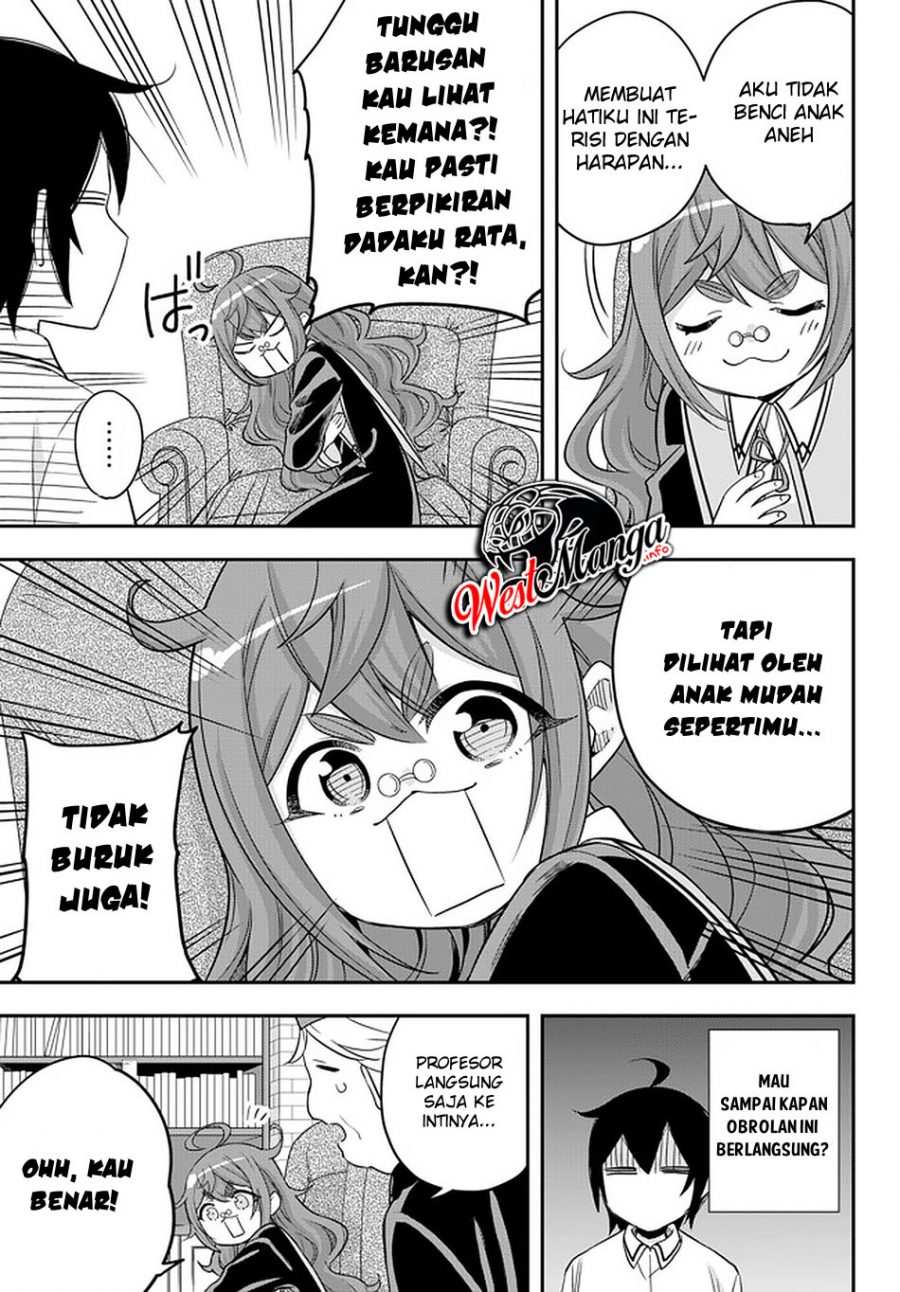 AKU TIDAK
BENCI ANAK
ANEH
MEMBUAT
HATIKU INI TE-
RISI DENGAN
HARAPAN...
TUNGGU
BARUSAN
KAU LIHAT
KEMANA?!
KAU PASTI
BERPIKIRAN
DADAKU RATA,
KAN?!
ばっ
......
WestManga
.info
TAPI
DILIHAT OLEH
ANAK MUDAH
SEPERTIMU...
TIDAK
BURUK
JUGA!
MAU
SAMPAI KAPAN
OBROLAN INI
BERLANGSUNG?
PROFESOR
LANGSUNG
SAJA KE
INTINYA...
OHH, KAU
BENAR!